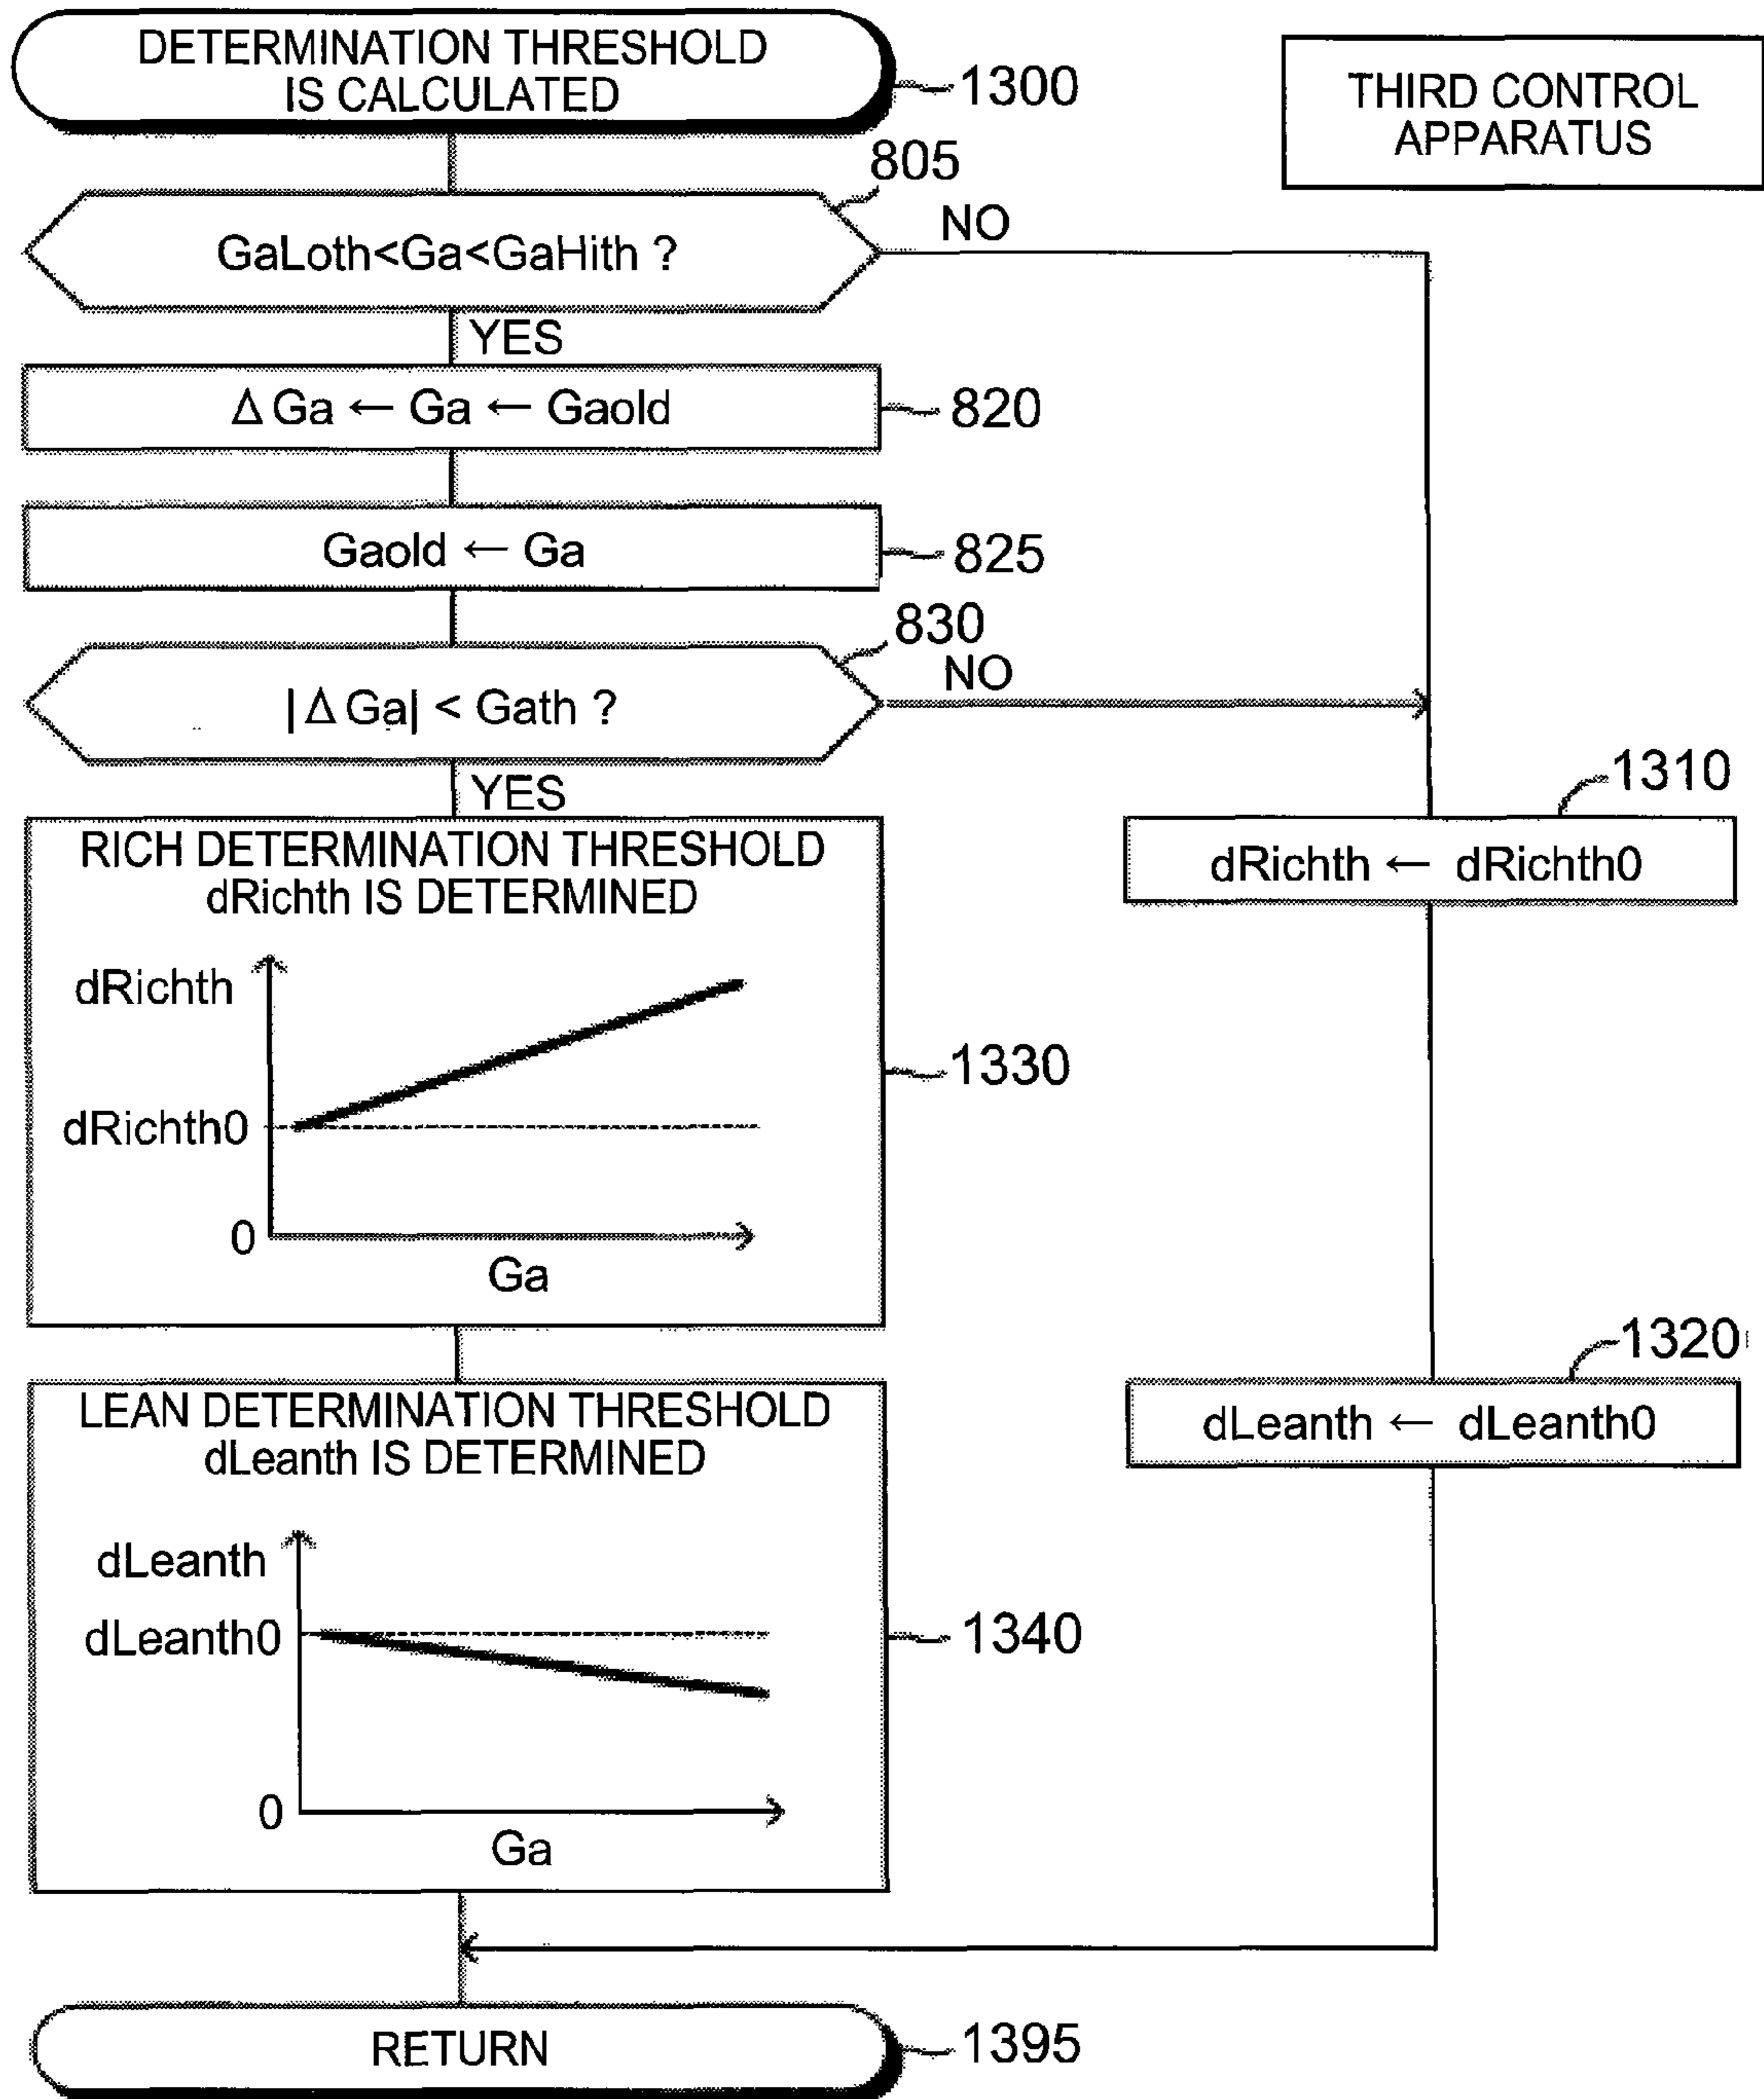 DETERMINATION THRESHOLD
IS CALCULATED
1300
THIRD CONTROL
APPARATUS
805
GaLoth<Ga<GaHith ?
NO
YES
Δ Ga ← Ga ← Gaold
820
Gaold ← Ga
825
830
|Δ Ga| < Gath ?
NO
YES
1310
dRichth ← dRichth0
RICH DETERMINATION THRESHOLD
dRichth IS DETERMINED
dRichth
dRichth0
0
Ga
1330
1320
dLeanth ← dLeanth0
LEAN DETERMINATION THRESHOLD
dLeanth IS DETERMINED
dLeanth
dLeanth0
0
Ga
1340
RETURN
1395